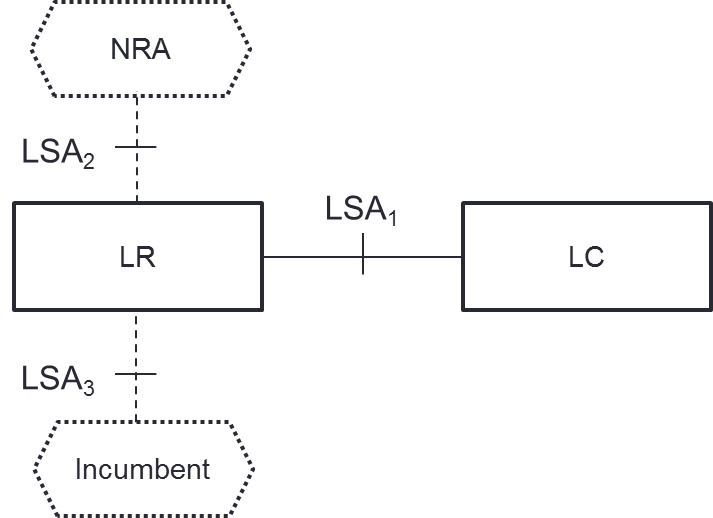 NRA
LSA₂
LSA₁
LR
LC
LSA₃
Incumbent